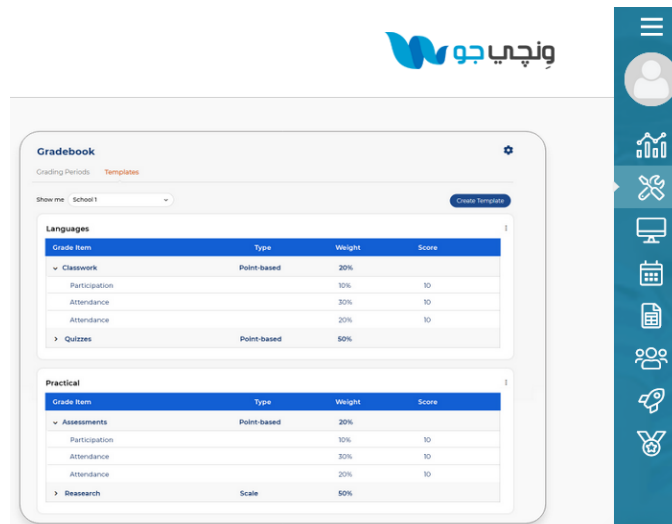 وِنچي جو
Gradebook
Grading Periods Templates
Show me School 1 Create Template
Languages
Grade Item Type Weight Score
Classwork Point-based 20%
Participation 10% 10
Attendance 30% 10
Attendance 20% 10
Quizzes Point-based 50%
Practical
Grade Item Type Weight Score
Assessments Point-based 20%
Participation 10% 10
Attendance 30% 10
Attendance 20% 10
Reasearch Scale 50%